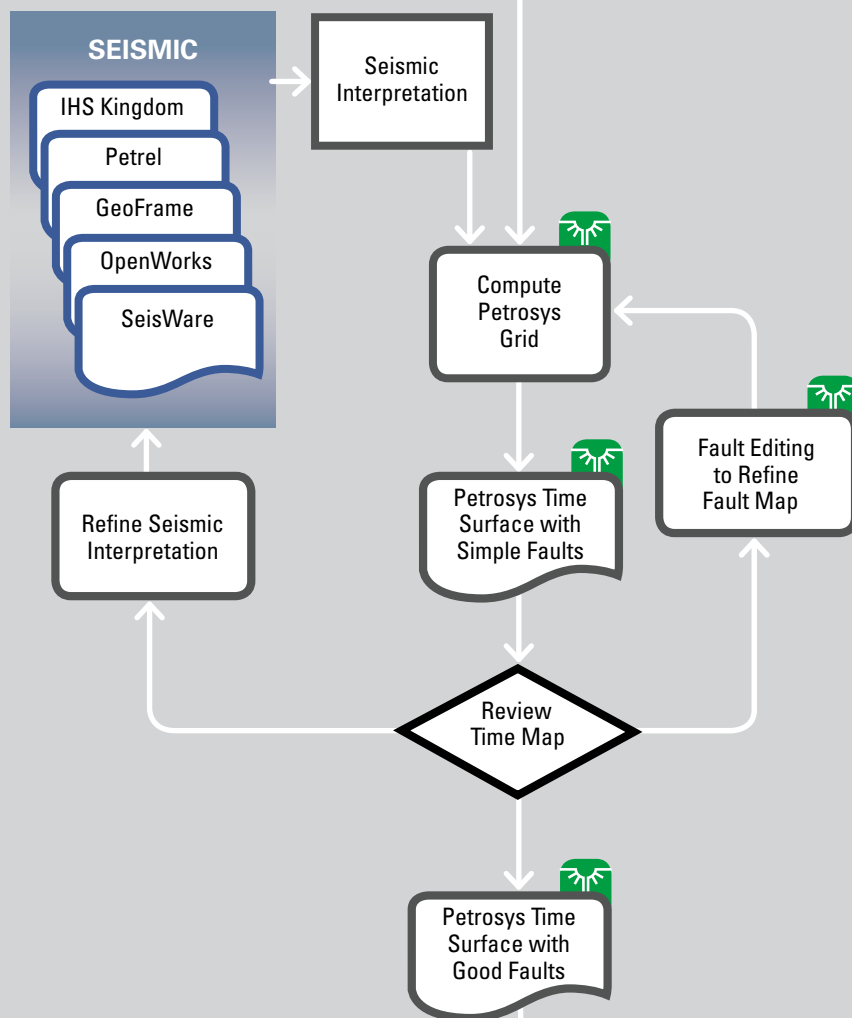 SEISMIC
IHS Kingdom
Petrel
GeoFrame
OpenWorks
SeisWare
Seismic
Interpretation
Compute
Petrosys
Grid
Fault Editing
to Refine
Fault Map
Petrosys Time
Surface with
Simple Faults
Refine Seismic
Interpretation
Review
Time Map
Petrosys Time
Surface with
Good Faults